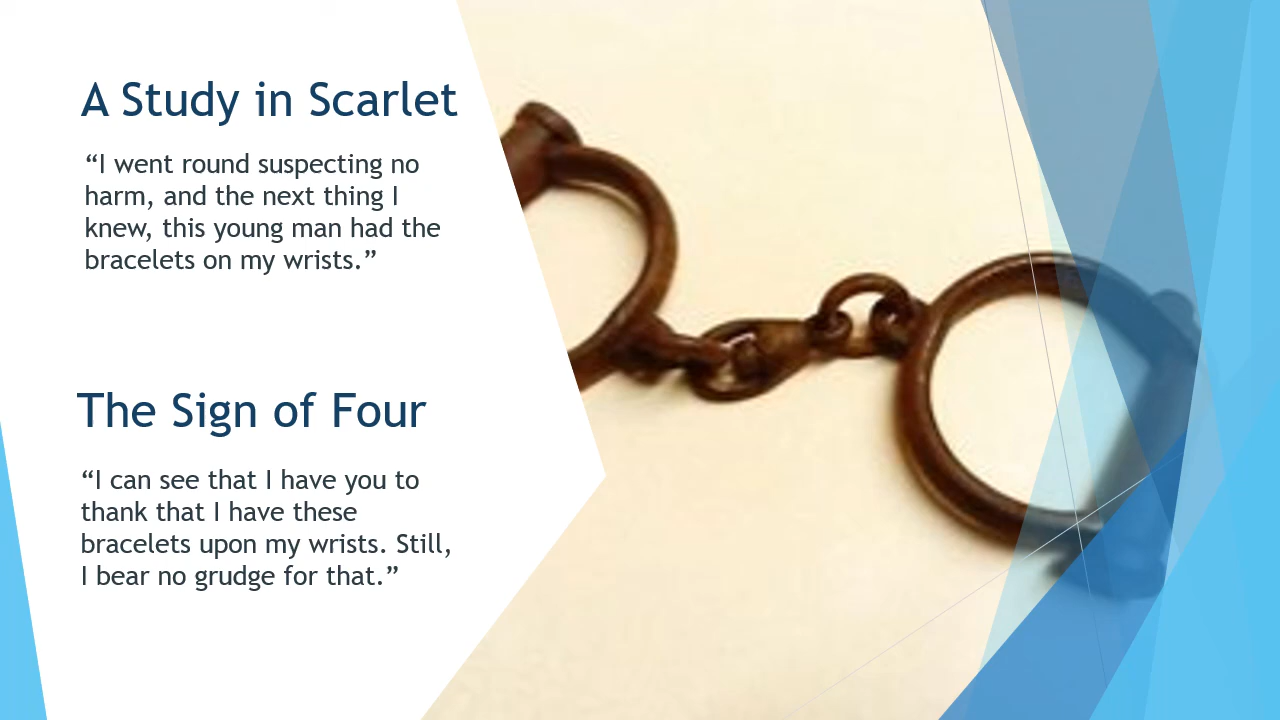 A Study in Scarlet
“I went round suspecting no
harm, and the next thing I
knew, this young man had the
bracelets on my wrists.”
The Sign of Four
“I can see that I have you to
thank that I have these
bracelets upon my wrists. Still,
I bear no grudge for that.”